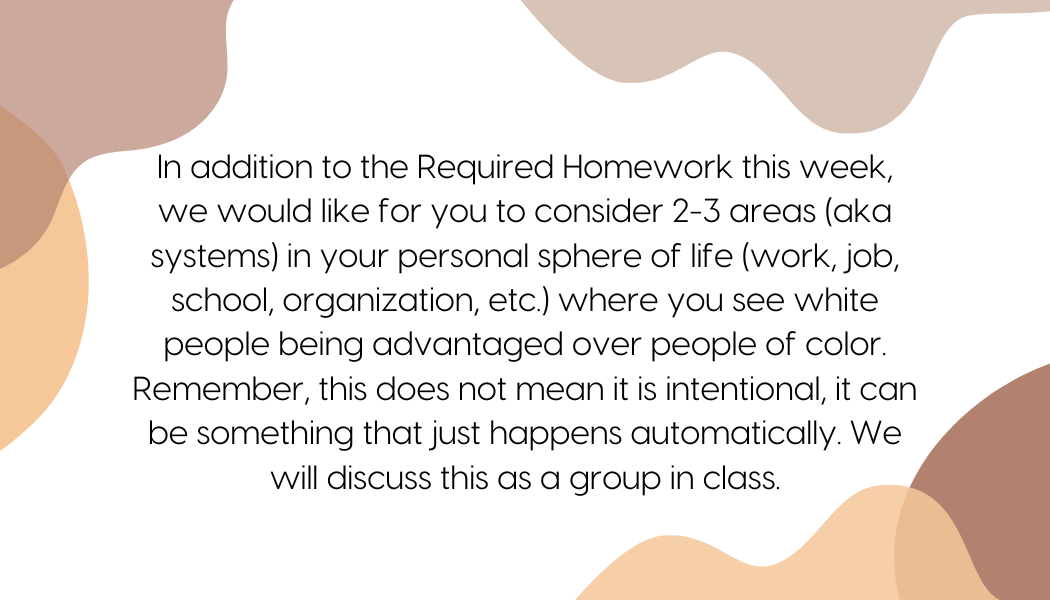 In addition to the Required Homework this week,
we would like for you to consider 2-3 areas (aka
systems) in your personal sphere of life (work, job,
school, organization, etc.) where you see white
people being advantaged over people of color.
Remember, this does not mean it is intentional, it can
be something that just happens automatically. We
will discuss this as a group in class.